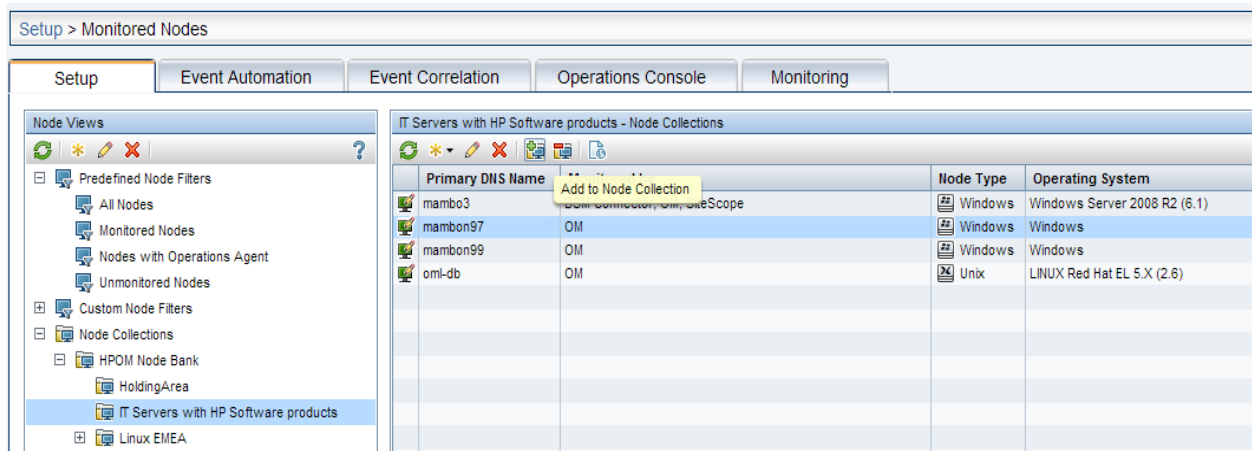 Setup > Monitored Nodes
Setup Event Automation Event Correlation Operations Console Monitoring
Node Views
?
Predefined Node Filters
All Nodes
Monitored Nodes
Nodes with Operations Agent
Unmonitored Nodes
Custom Node Filters
Node Collections
HPOM Node Bank
HoldingArea
IT Servers with HP Software products
Linux EMEA
IT Servers with HP Software products - Node Collections
Add to Node Collection
Primary DNS Name Node Type Operating System
mambo3 BSM Connector, OM, SiteScope Windows Windows Server 2008 R2 (6.1)
mambon97 OM Windows Windows
mambon99 OM Windows Windows
oml-db OM Unix LINUX Red Hat EL 5.X (2.6)